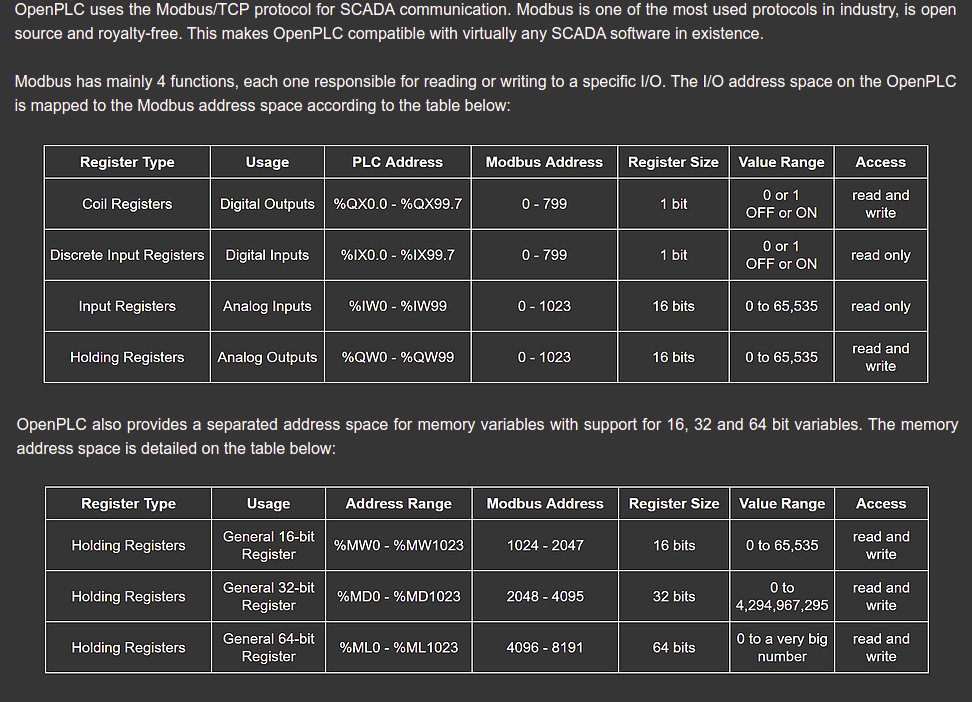 OpenPLC uses the Modbus/TCP protocol for SCADA communication. Modbus is one of the most used protocols in industry, is open
source and royalty-free. This makes OpenPLC compatible with virtually any SCADA software in existence.
Modbus has mainly 4 functions, each one responsible for reading or writing to a specific I/O. The I/O address space on the OpenPLC
is mapped to the Modbus address space according to the table below:
Register Type Usage PLC Address Modbus Address Register Size Value Range Access
Coil Registers Digital Outputs %QX0.0 - %QX99.7 0 - 799 1 bit 0 or 1 OFF or ON read and write
Discrete Input Registers Digital Inputs %IX0.0 - %IX99.7 0 - 799 1 bit 0 or 1 OFF or ON read only
Input Registers Analog Inputs %IW0 - %IW99 0 - 1023 16 bits 0 to 65,535 read only
Holding Registers Analog Outputs %QW0 - %QW99 0 - 1023 16 bits 0 to 65,535 read and write
OpenPLC also provides a separated address space for memory variables with support for 16, 32 and 64 bit variables. The memory
address space is detailed on the table below:
Register Type Usage Address Range Modbus Address Register Size Value Range Access
Holding Registers General 16-bit Register %MW0 - %MW1023 1024 - 2047 16 bits 0 to 65,535 read and write
Holding Registers General 32-bit Register %MD0 - %MD1023 2048 - 4095 32 bits 0 to 4,294,967,295 read and write
Holding Registers General 64-bit Register %ML0 - %ML1023 4096 - 8191 64 bits 0 to a very big number read and write